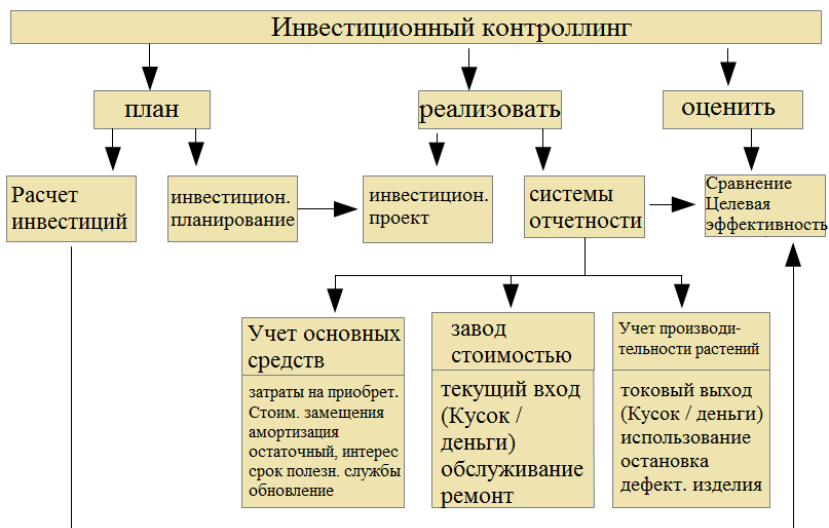 Инвестиционный контроллинг
план
реализовать
оценить
Расчет
инвестиций
инвестицион.
планирование
инвестицион.
проект
системы
отчетности
Сравнение
Целевая
эффективность
Учет основных
средств
затраты на приобрет.
Стоим. замещения
амортизация
остаточный, интерес
срок полезн. службы
обновление
завод
стоимостью
текущий вход
(Кусок /
деньги)
обслуживание
ремонт
Учет производи-
тельности растений
токовый выход
(Кусок / деньги)
использование
остановка
дефект. изделия